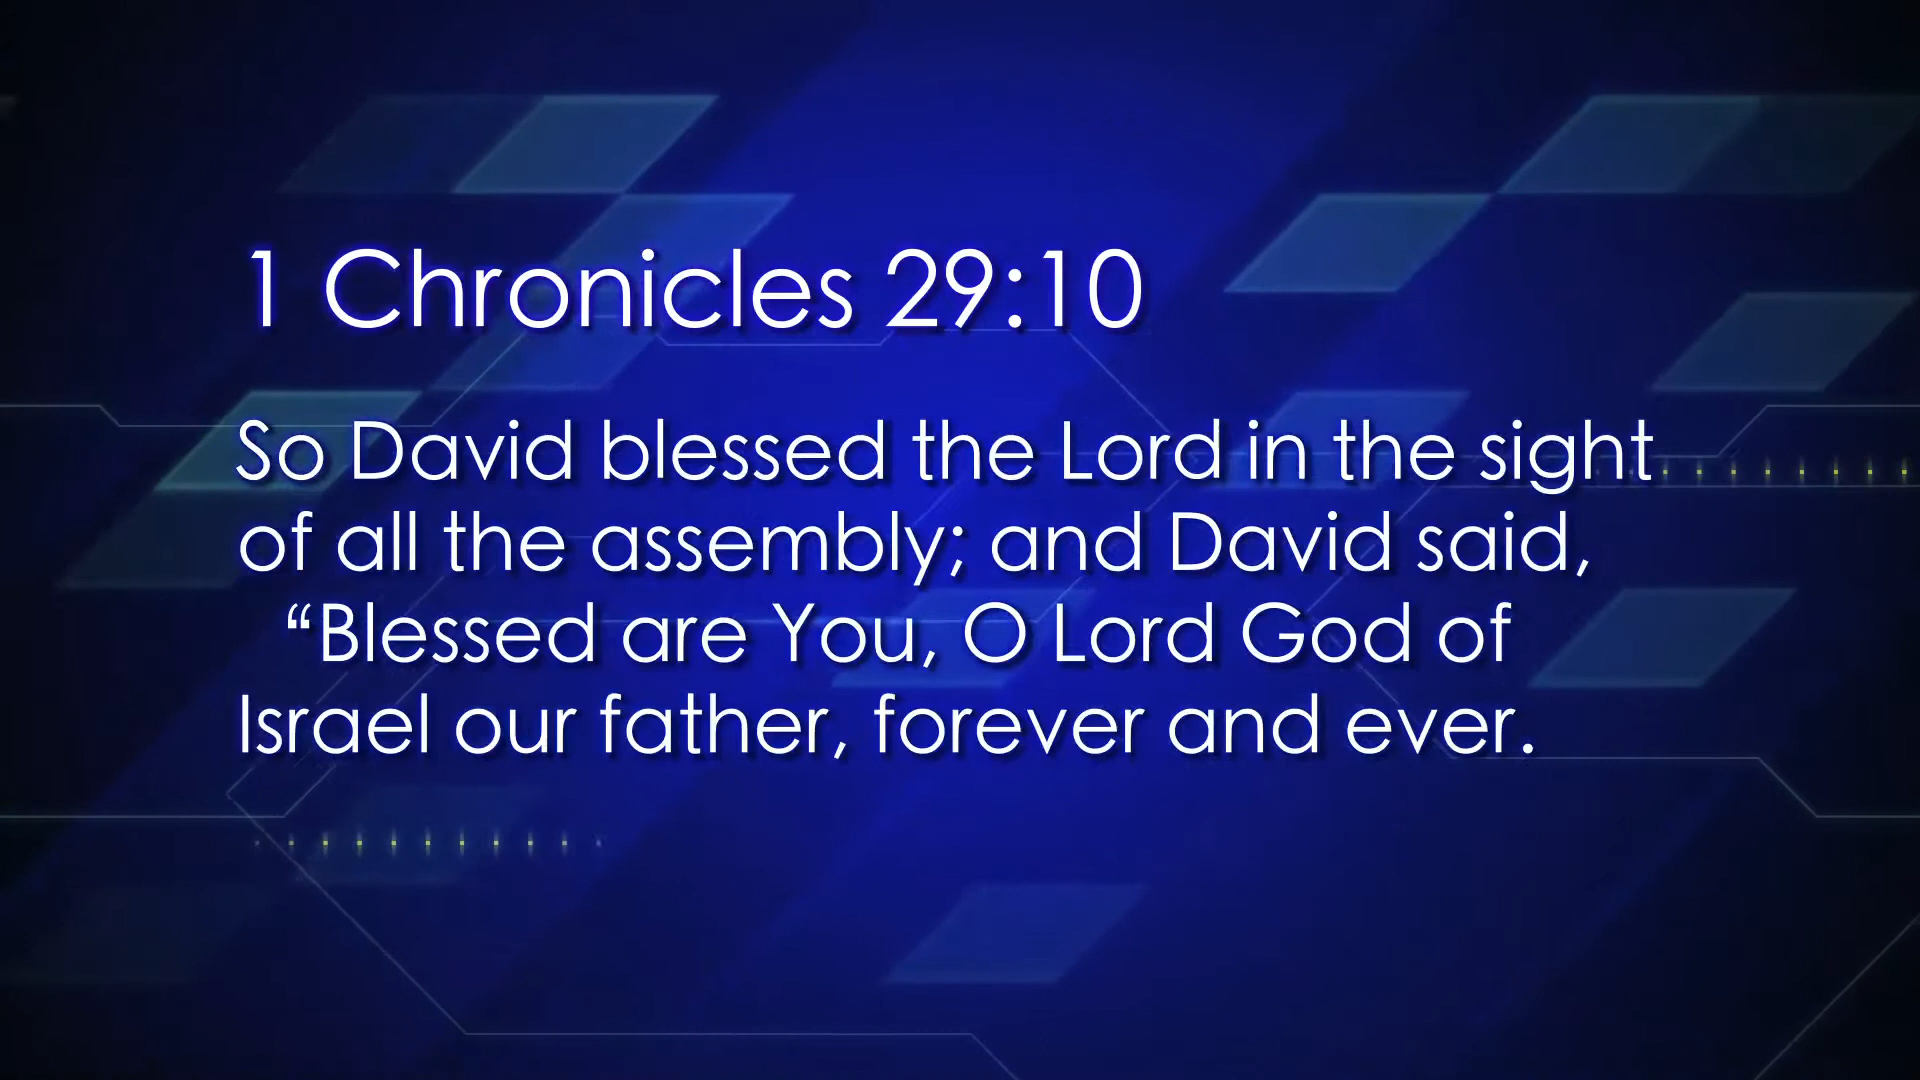 1 Chronicles 29:10
So David blessed the Lord in the sight
of all the assembly; and David said,
“Blessed are You, O Lord God of
Israel our father, forever and ever.